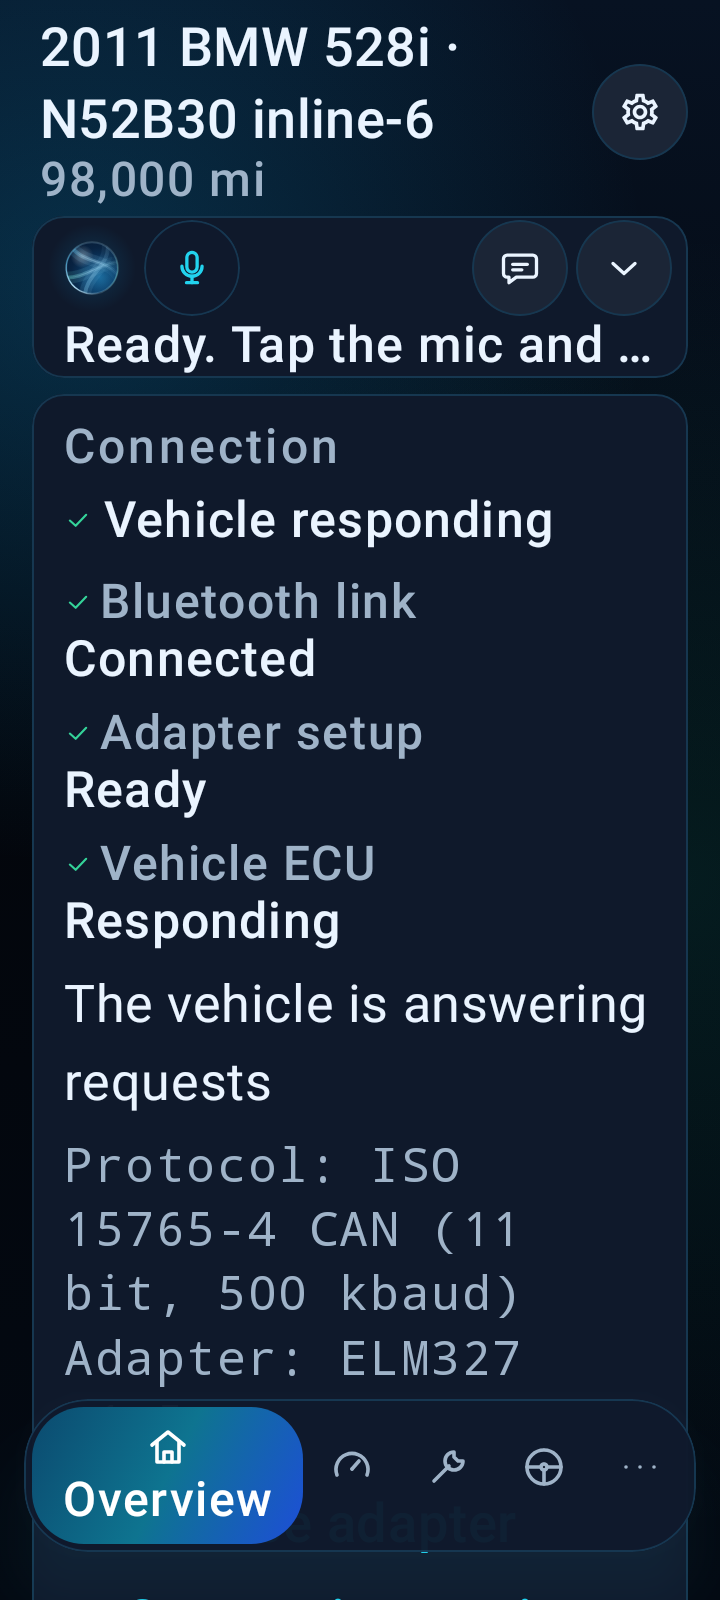 2011 BMW 528i ·
N52B30 inline-6
98,000 mi
Ready. Tap the mic and …
Connection
Vehicle responding
Bluetooth link
Connected
Adapter setup
Ready
Vehicle ECU
Responding
The vehicle is answering
requests
Protocol: ISO
15765-4 CAN (11
bit, 500 kbaud)
Adapter: ELM327
Overview
adapter